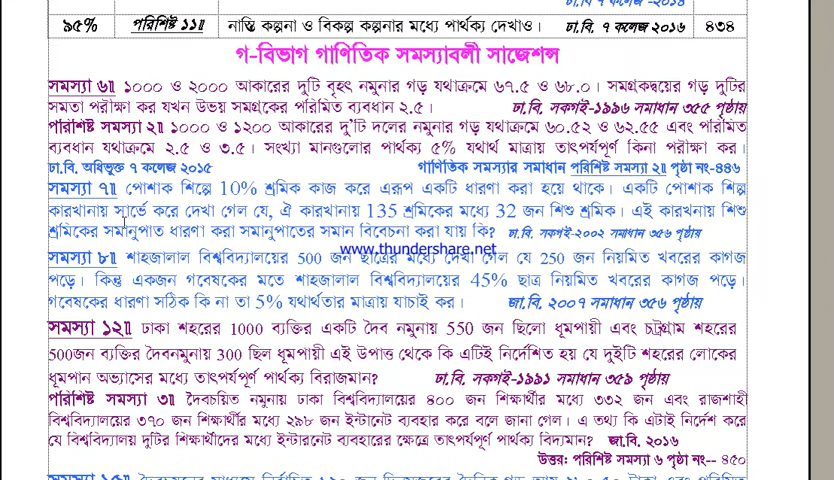 ঢা.বি. ৭ কলেজ -২০১৪
৯৫% পরিশিষ্ট ১১॥ নাস্তি কল্পনা ও বিকল্প কল্পনার মধ্যে পার্থক্য দেখাও। ঢা.বি. ৭ কলেজ ২০১৬ ৪৩৪
গ-বিভাগ গাণিতিক সমস্যাবলী সাজেশন্স
সমস্যা ৬॥ ১০০০ ও ২০০০ আকারের দুটি বৃহৎ নমুনার গড় যথাক্রমে ৬৭.৫ ও ৬৮.০। সমগ্রকদ্বয়ের গড় দুটির
সমতা পরীক্ষা কর যখন উভয় সমগ্রকের পরিমিত ব্যবধান ২.৫। ঢা.বি. সকগই-১৯৯৬ সমাধান ৩৫৫ পৃষ্ঠায়
পরিশিষ্ট সমস্যা ২॥ ১০০০ ও ১২০০ আকারের দু'টি দলের নমুনার গড় যথাক্রমে ৬০.৫২ ও ৬২.৫৫ এবং পরিমিত
ব্যবধান যথাক্রমে ২.৫ ও ৩.৫। সংখ্যা মানগুলোর পার্থক্য ৫% যথার্থ মাত্রায় তাৎপর্যপূর্ণ কিনা পরীক্ষা কর।
ঢা.বি. অধিভুক্ত ৭ কলেজ ২০১৫ গাণিতিক সমস্যার সমাধান পরিশিষ্ট সমস্যা ২॥ পৃষ্ঠা নং-৪৪৬
সমস্যা ৭॥ পোশাক শিল্পে 10% শ্রমিক কাজ করে এরূপ একটি ধারণা করা হয়ে থাকে। একটি পোশাক শিল্প
কারখানায় সার্ভে করে দেখা গেল যে, ঐ কারখানায় 135 শ্রমিকের মধ্যে 32 জন শিশু শ্রমিক। এই কারখনায় শিশু
শ্রমিকের সমানুপাত ধারণা করা সমানুপাতের সমান বিবেচনা করা যায় কি? ঢা.বি. সকগই-২০০২ সমাধান ৩৫৬ পৃষ্ঠায়
www.thundershare.net
সমস্যা ৮॥ শাহজালাল বিশ্ববিদ্যালয়ের 500 জন ছাত্রের মধ্যে দেখা গেল যে 250 জন নিয়মিত খবরের কাগজ
পড়ে। কিন্তু একজন গবেষকের মতে শাহজালাল বিশ্ববিদ্যালয়ের 45% ছাত্র নিয়মিত খবরের কাগজ পড়ে।
গবেষকের ধারণা সঠিক কি না তা 5% যথার্থতার মাত্রায় যাচাই কর। জা.বি. ২০০৭ সমাধান ৩৫৬ পৃষ্ঠায়
সমস্যা ১২॥ ঢাকা শহরের 1000 ব্যক্তির একটি দৈব নমুনায় 550 জন ছিলো ধূমপায়ী এবং চট্রগ্রাম শহরের
500জন ব্যক্তির দৈবনমুনায় 300 ছিল ধূমপায়ী এই উপাত্ত থেকে কি এটিই নির্দেশিত হয় যে দুইটি শহরের লোকের
ধূমপান অভ্যাসের মধ্যে তাৎপর্যপূর্ণ পার্থক্য বিরাজমান? ঢা.বি. সকগই-১৯৯১ সমাধান ৩৫৯ পৃষ্ঠায়
পরিশিষ্ট সমস্যা ৩॥ দৈবচয়িত নমুনায় ঢাকা বিশ্ববিদ্যালয়ের ৪০০ জন শিক্ষার্থীর মধ্যে ৩৩২ জন এবং রাজশাহী
বিশ্ববিদ্যালয়ের ৩৭০ জন শিক্ষার্থীর মধ্যে ২৯৮ জন ইন্টানেট ব্যবহার করে বলে জানা গেল। এ তথ্য কি এটাই নির্দেশ করে
যে বিশ্ববিদ্যালয় দুটির শিক্ষার্থীদের মধ্যে ইন্টারনেট ব্যবহারের ক্ষেত্রে তাৎপর্যপূর্ণ পার্থক্য বিদ্যমান? জা.বি. ২০১৬
উত্তর: পরিশিষ্ট সমস্যা ৬ পৃষ্ঠা নং-- ৪৫০